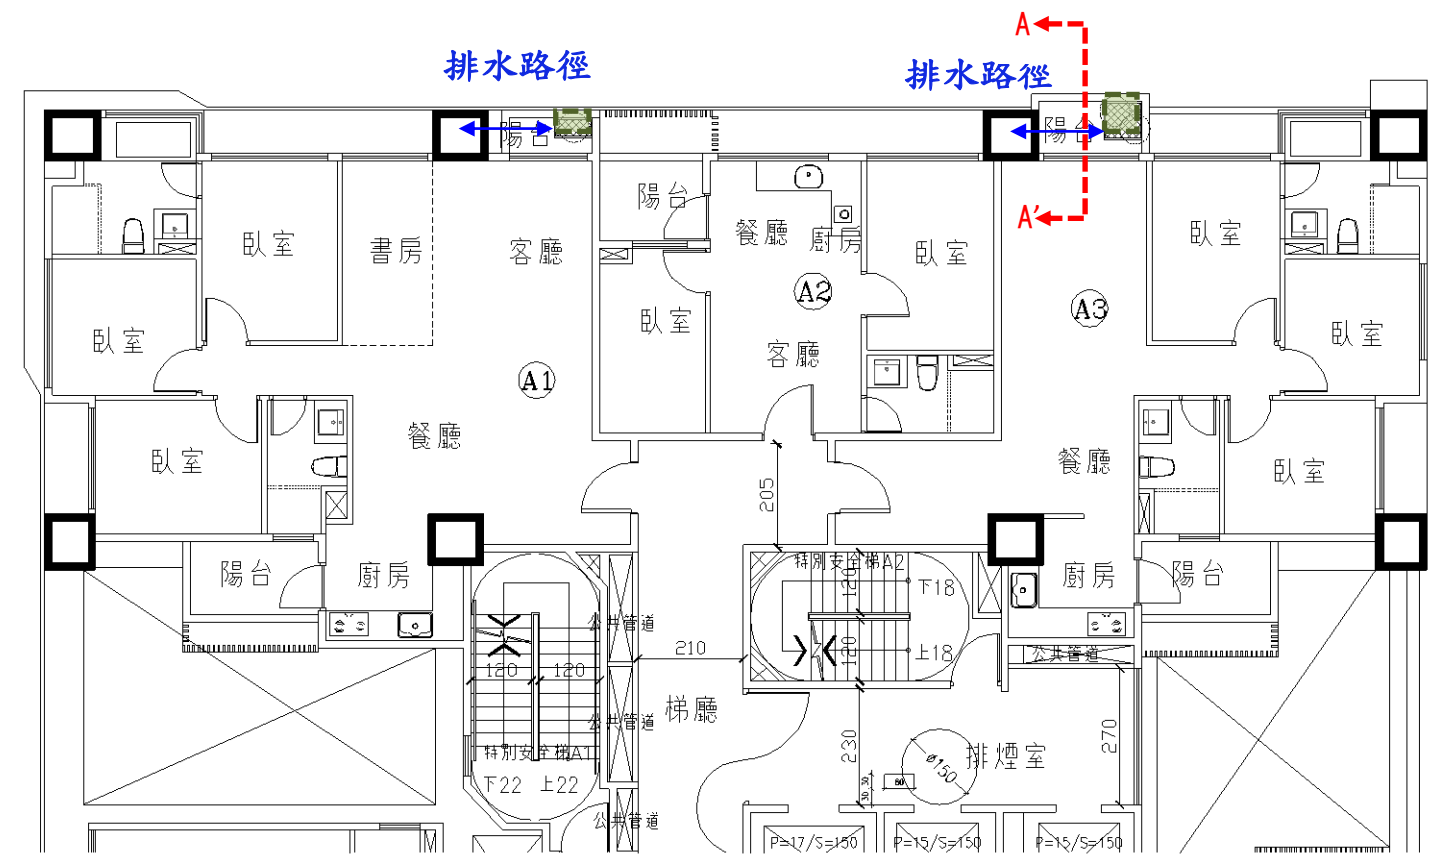 A
排水路徑
排水路徑
陽台
陽台
A'
陽台
餐廳
廚房
臥室
書房
客廳
臥室
臥室
A2
A3
臥室
臥室
客廳
臥室
A1
餐廳
臥室
餐廳
臥室
205
陽台
廚房
特別安全梯A2
120
下18
廚房
陽台
公共管道
210
120
上18
公共管道
120
120
梯廳
公共管道
230
排煙室
270
特別安全梯A1
ø150
下22
上22
30
30
60
公共管道
P=17/S=150
P=15/S=150
P=15/S=150